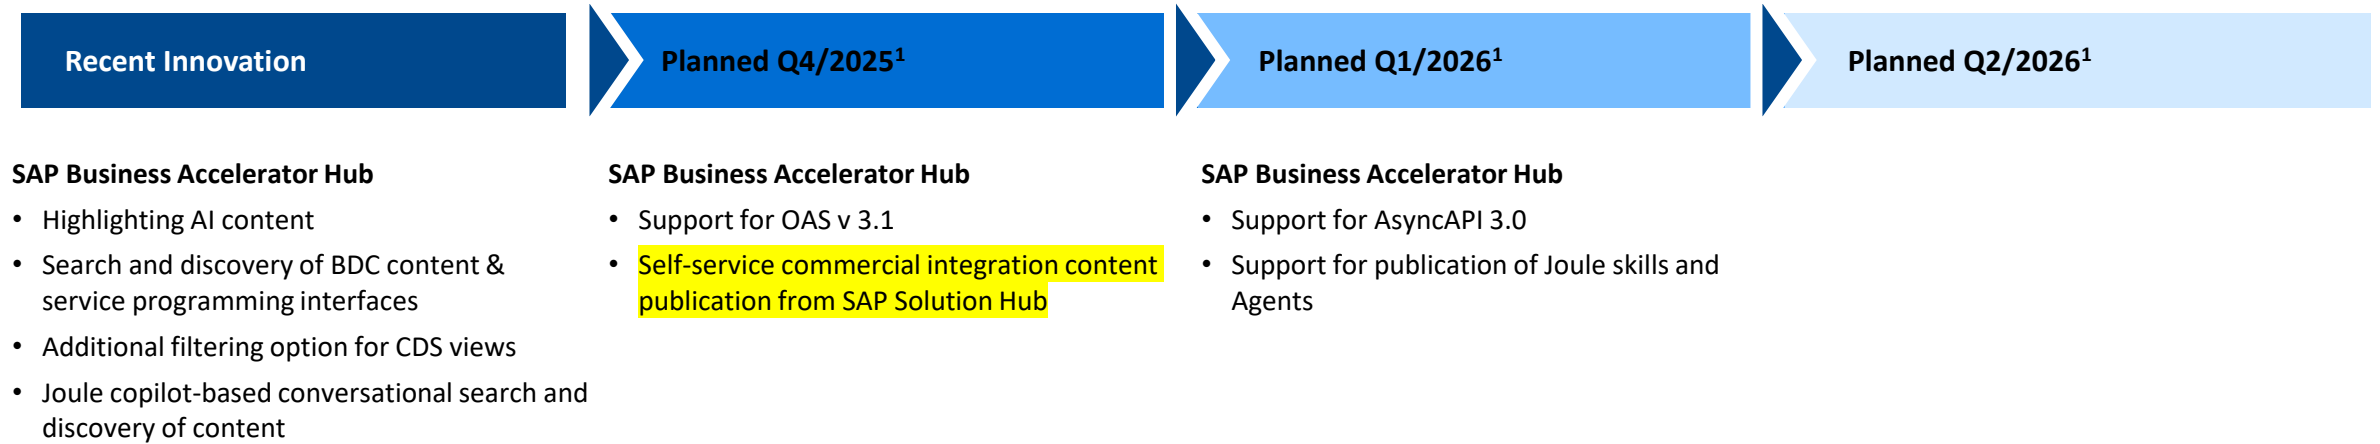 Recent Innovation
Planned Q4/2025¹
Planned Q1/2026¹
Planned Q2/2026¹
SAP Business Accelerator Hub
• Highlighting AI content
• Search and discovery of BDC content &
service programming interfaces
• Additional filtering option for CDS views
• Joule copilot-based conversational search and
discovery of content
SAP Business Accelerator Hub
• Support for OAS v 3.1
• Self-service commercial integration content
publication from SAP Solution Hub
SAP Business Accelerator Hub
• Support for AsyncAPI 3.0
• Support for publication of Joule skills and
Agents